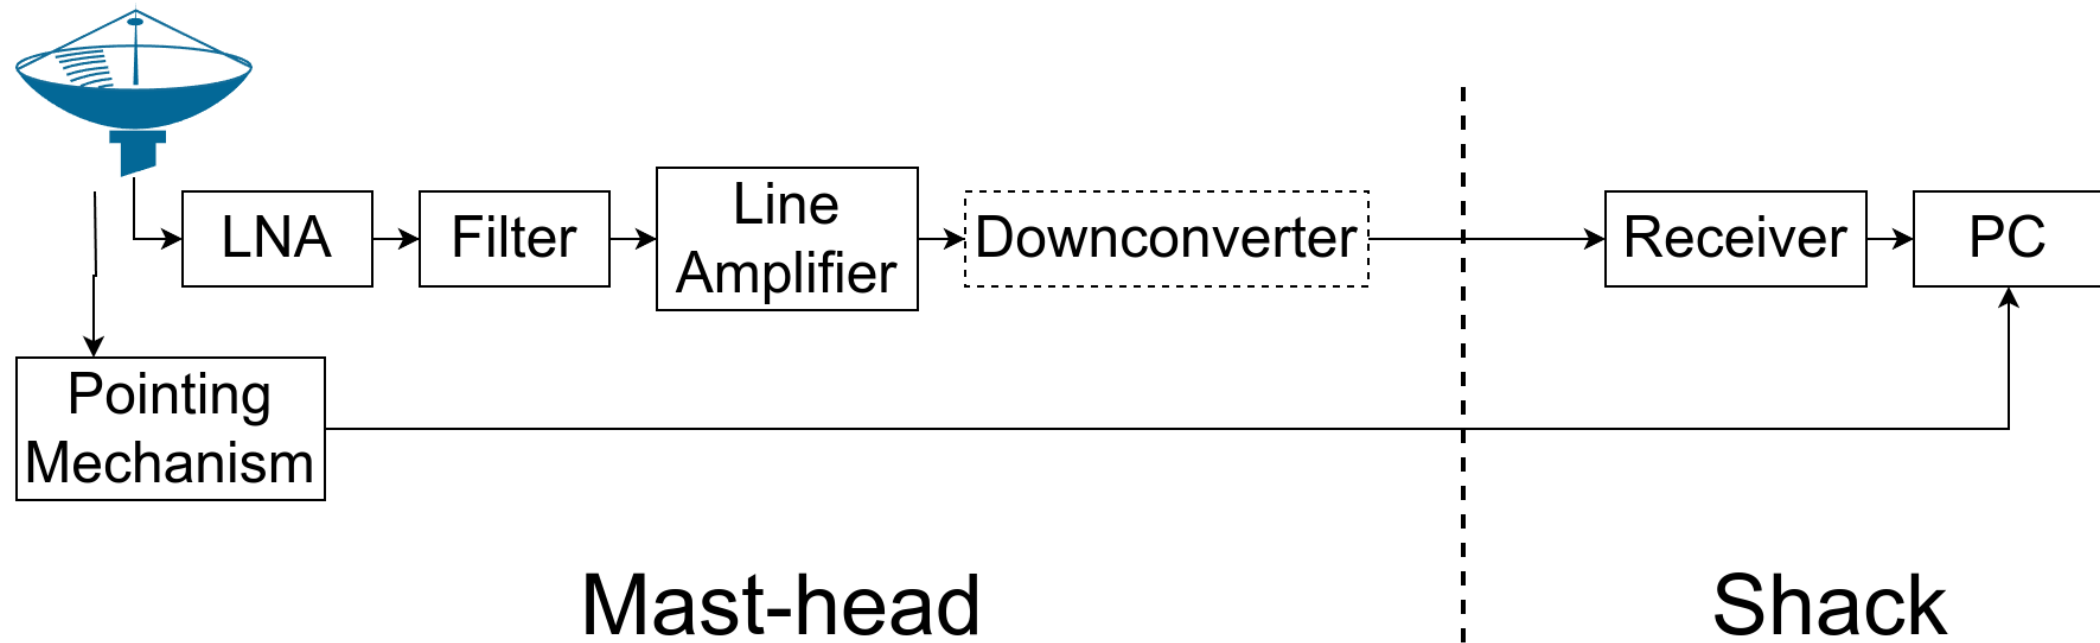 LNA
Filter
Line
Amplifier
Downconverter
Receiver
PC
Pointing
Mechanism
Mast-head
Shack